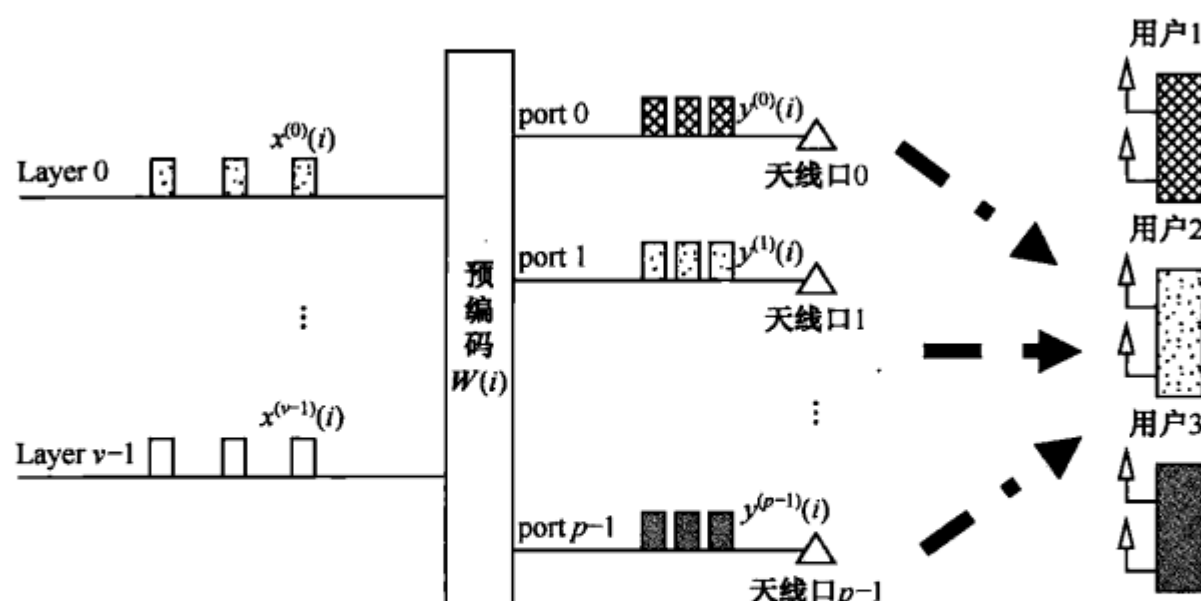 用户1
port 0
y^{(0)}(i)
x^{(0)}(i)
Layer 0
天线口0
用户2
port 1
y^{(1)}(i)
预编码
W(i)
天线口1
⋮
⋮
x^{(v-1)}(i)
用户3
Layer v-1
port p-1
y^{(p-1)}(i)
天线口p-1